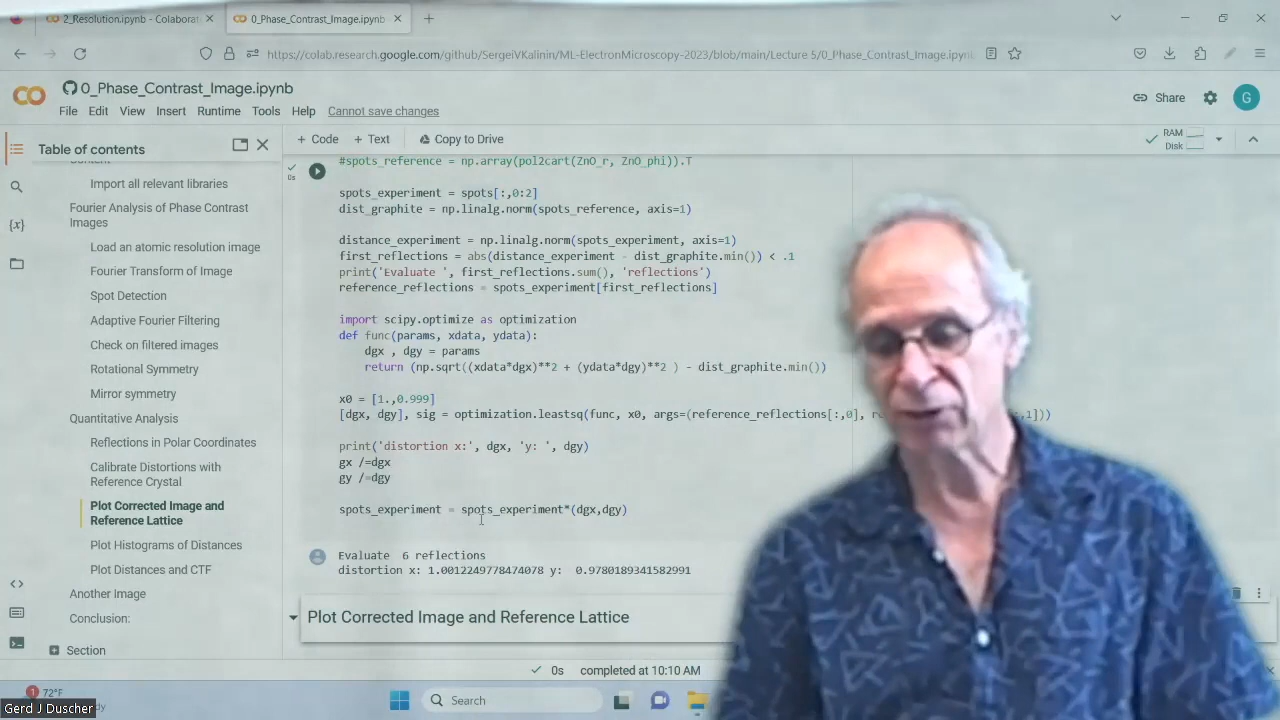 2_Resolution.ipynb - Colaborat
0_Phase_Contrast_Image.ipynb
https://colab.research.google.com/github/SergeiVKalinin/ML-ElectronMicroscopy-2023/blob/main/Lecture 5/0_Phase_Contrast_Image.ipynb
0_Phase_Contrast_Image.ipynb
File Edit View Insert Runtime Tools Help Cannot save changes
Share
G
Table of contents
+ Code + Text Copy to Drive
RAM
Disk
Content
Import all relevant libraries
Fourier Analysis of Phase Contrast
Images
Load an atomic resolution image
Fourier Transform of Image
Spot Detection
Adaptive Fourier Filtering
Check on filtered images
Rotational Symmetry
Mirror symmetry
Quantitative Analysis
Reflections in Polar Coordinates
Calibrate Distortions with
Reference Crystal
Plot Corrected Image and
Reference Lattice
Plot Histograms of Distances
Plot Distances and CTF
Another Image
Conclusion:
Section
0s
#spots_reference = np.array(pol2cart(ZnO_r, ZnO_phi)).T
spots_experiment = spots[:,0:2]
dist_graphite = np.linalg.norm(spots_reference, axis=1)
distance_experiment = np.linalg.norm(spots_experiment, axis=1)
first_reflections = abs(distance_experiment - dist_graphite.min()) < .1
print('Evaluate ', first_reflections.sum(), 'reflections')
reference_reflections = spots_experiment[first_reflections]
import scipy.optimize as optimization
def func(params, xdata, ydata):
dgx , dgy = params
return (np.sqrt((xdata*dgx)**2 + (ydata*dgy)**2 ) - dist_graphite.min())
x0 = [1.,0.999]
[dgx, dgy], sig = optimization.leastsq(func, x0, args=(reference_reflections[:,0], re :,1]))
print('distortion x:', dgx, 'y: ', dgy)
gx /=dgx
gy /=dgy
spots_experiment = spots_experiment*(dgx,dgy)
Evaluate 6 reflections
distortion x: 1.0012249778474078 y: 0.9780189341582991
Plot Corrected Image and Reference Lattice
0s completed at 10:10 AM
1
72°F
Search
Gerd J Duscher